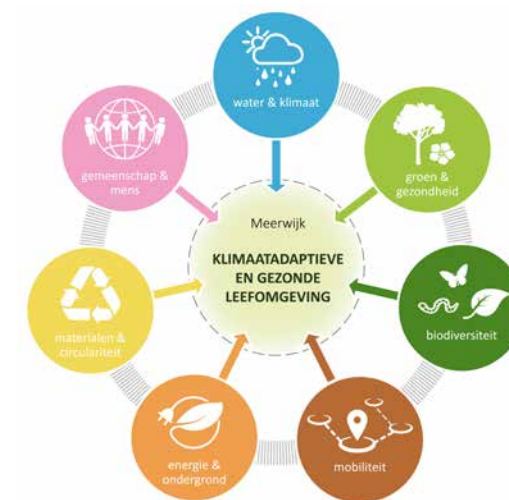 water & klimaat
groen &
gezondheid
biodiversiteit
mobiliteit
energie &
ondergrond
materialen &
circulariteit
gemeenschap &
mens
Meerwijk
KLIMAATADAPTIEVE
EN GEZONDE
LEEFOMGEVING